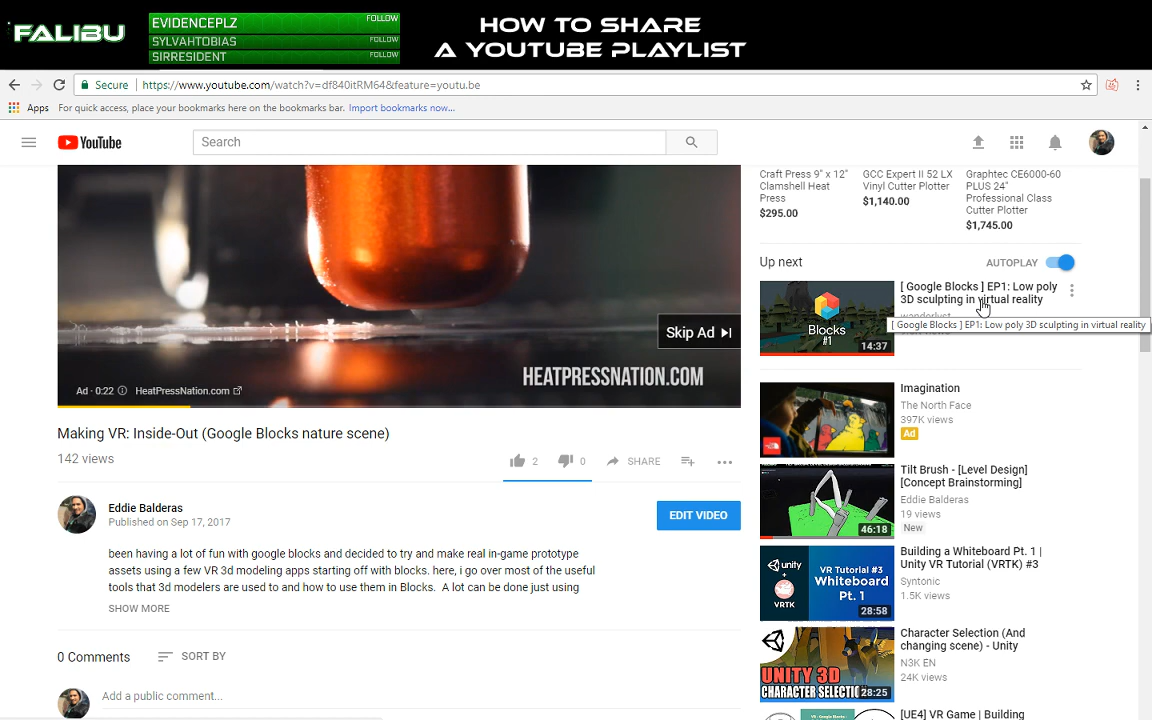 FALIBU
EVIDENCEPLZ FOLLOW
SYLVAHTOBIAS FOLLOW
SIRRESIDENT FOLLOW
HOW TO SHARE
A YOUTUBE PLAYLIST
Secure https://www.youtube.com/watch?v=df840itRM64&feature=youtu.be
Apps For quick access, place your bookmarks here on the bookmarks bar. Import bookmarks now...
YouTube
Search
Skip Ad
Ad · 0:22 HeatPressNation.com
HEATPRESSNATION.COM
Making VR: Inside-Out (Google Blocks nature scene)
142 views
2 0 SHARE
Eddie Balderas
Published on Sep 17, 2017
EDIT VIDEO
been having a lot of fun with google blocks and decided to try and make real in-game prototype
assets using a few VR 3d modeling apps starting off with blocks. here, i go over most of the useful
tools that 3d modelers are used to and how to use them in Blocks. A lot can be done just using
SHOW MORE
0 Comments SORT BY
Add a public comment...
Craft Press 9" x 12"
Clamshell Heat
Press
$295.00
GCC Expert II 52 LX
Vinyl Cutter Plotter
$1,140.00
Graphtec CE6000-60
PLUS 24"
Professional Class
Cutter Plotter
$1,745.00
Up next AUTOPLAY
Blocks
#1
14:37
[ Google Blocks ] EP1: Low poly
3D sculpting in virtual reality
wanderlyst
[ Google Blocks ] EP1: Low poly 3D sculpting in virtual reality
Imagination
The North Face
397K views
Ad
46:18
Tilt Brush - [Level Design]
[Concept Brainstorming]
Eddie Balderas
19 views
New
unity
+
VRTK
VR Tutorial #3
Whiteboard
Pt. 1
28:58
Building a Whiteboard Pt. 1 |
Unity VR Tutorial (VRTK) #3
Syntonic
1.5K views
UNITY 3D
CHARACTER SELECTIO
28:25
Character Selection (And
changing scene) - Unity
N3K EN
24K views
[UE4] VR Game | Building